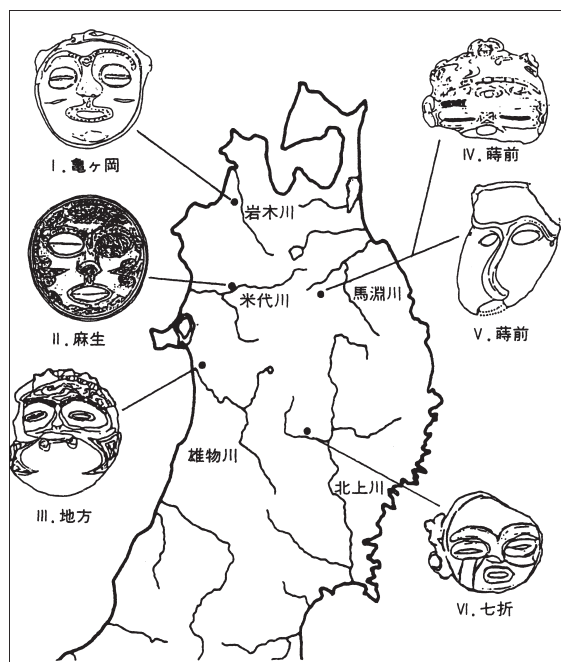 I.亀ヶ岡
II.麻生
III.地方
IV.蒔前
V.蒔前
VI.七折
岩木川
米代川
馬淵川
雄物川
北上川